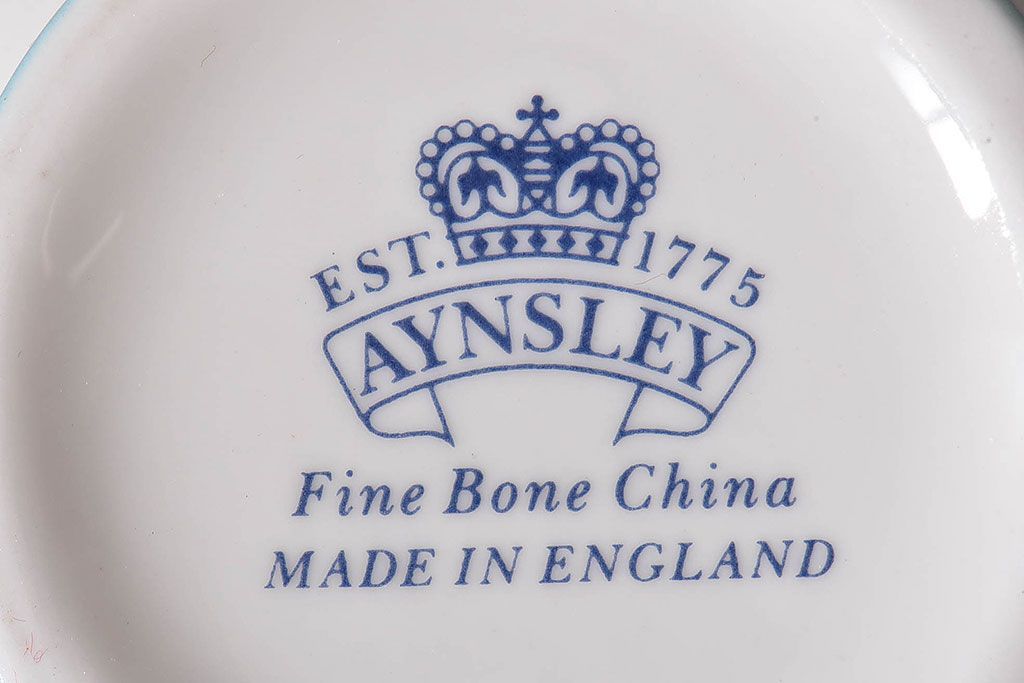 EST. 1775
AYNSLEY
Fine Bone China
MADE IN ENGLAND